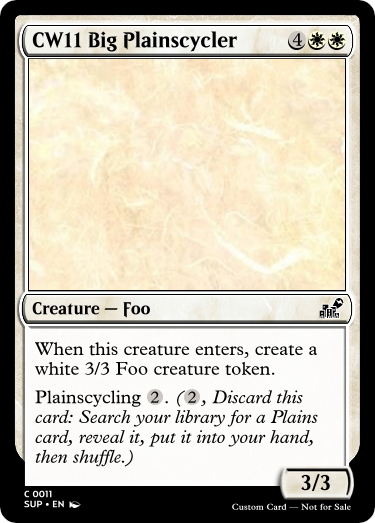 CW11 Big Plainscycler 4
Creature — Foo
When this creature enters, create a
white 3/3 Foo creature token.
Plainscycling 2. (2, Discard this
card: Search your library for a Plains
card, reveal it, put it into your hand,
then shuffle.)
3/3
C 0011
SUP • EN
Custom Card — Not for Sale